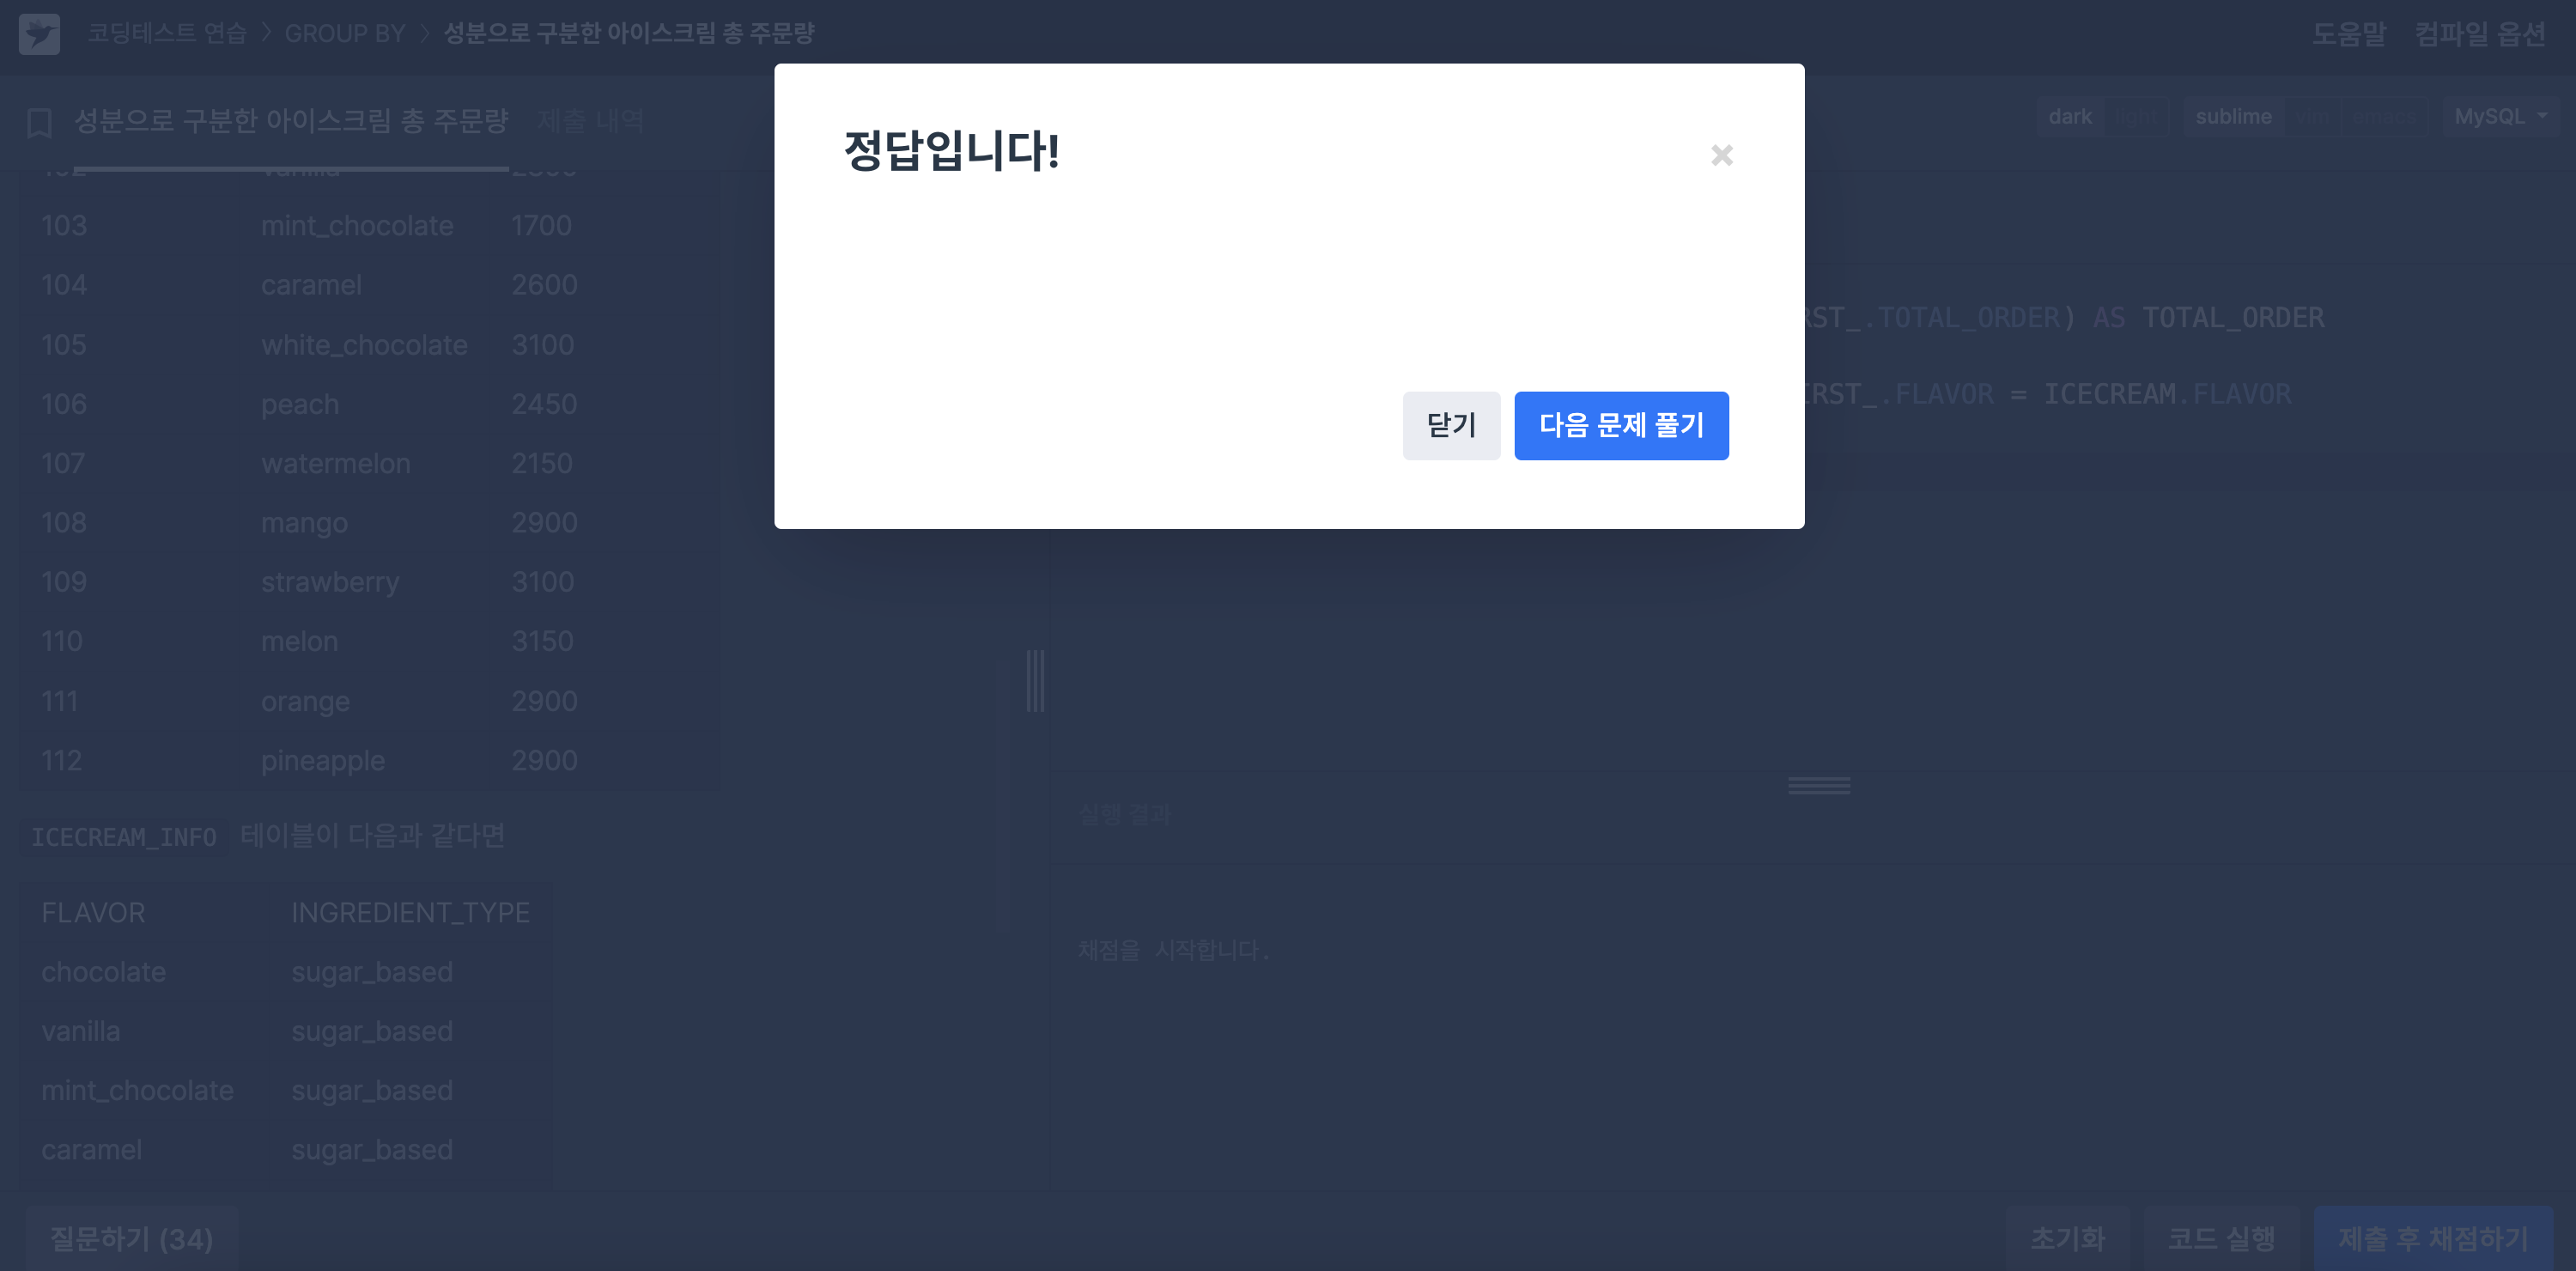 코딩테스트 연습 > GROUP BY > 성분으로 구분한 아이스크림 총 주문량
도움말 컴파일 옵션
성분으로 구분한 아이스크림 총 주문량 제출 내역
dark light sublime vim emacs MySQL
정답입니다!
닫기 다음 문제 풀기
103 mint_chocolate 1700
104 caramel 2600
105 white_chocolate 3100
106 peach 2450
107 watermelon 2150
108 mango 2900
109 strawberry 3100
110 melon 3150
111 orange 2900
112 pineapple 2900
ICECREAM_INFO 테이블이 다음과 같다면
FLAVOR INGREDIENT_TYPE
chocolate sugar_based
vanilla sugar_based
mint_chocolate sugar_based
caramel sugar_based
RST_.TOTAL_ORDER) AS TOTAL_ORDER
IRST_.FLAVOR = ICECREAM.FLAVOR
실행 결과
채점을 시작합니다.
질문하기 (34)
초기화 코드 실행 제출 후 채점하기